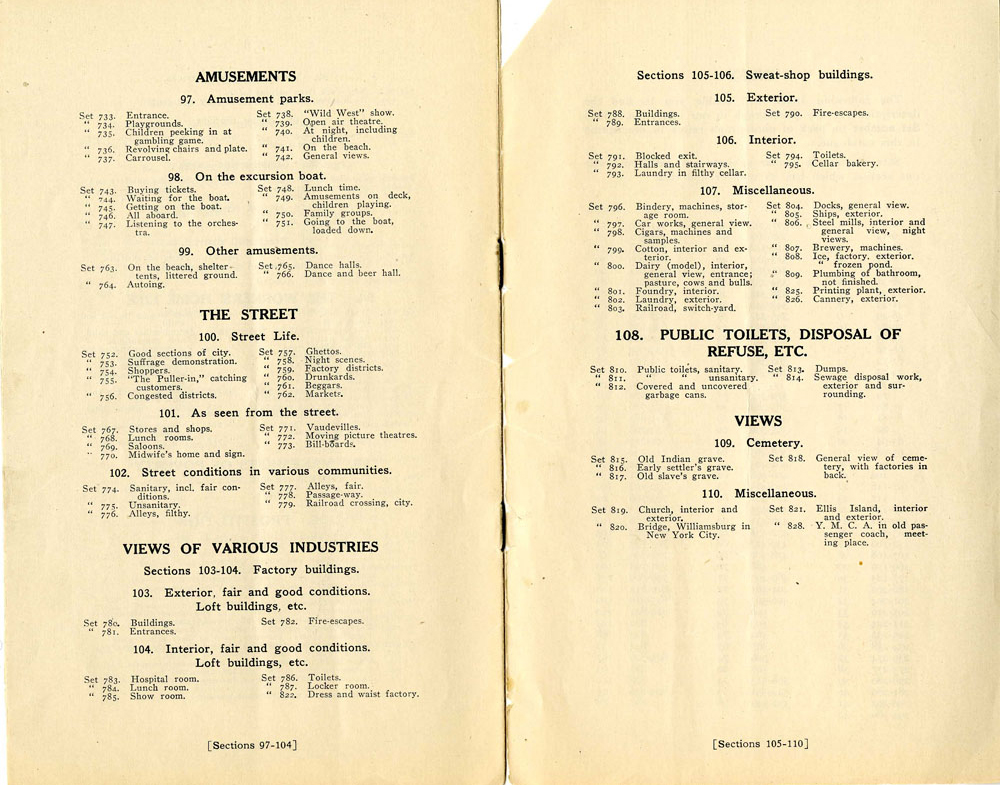 AMUSEMENTS
97. Amusement parks.
Set 733. Entrance.
" 734. Playgrounds.
" 735. Children peeking in at
gambling game.
" 736. Revolving chairs and plate.
" 737. Carrousel.
Set 738. "Wild West" show.
" 739. Open air theatre.
" 740. At night, including
children.
" 741. On the beach.
" 742. General views.
98. On the excursion boat.
Set 743. Buying tickets.
" 744. Waiting for the boat.
" 745. Getting on the boat.
" 746. All aboard.
" 747. Listening to the orches-
tra.
Set 748. Lunch time.
" 749. Amusements on deck,
children playing.
" 750. Family groups.
" 751. Going to the boat,
loaded down.
99. Other amusements.
Set 763. On the beach, shelter-
tents, littered ground.
" 764. Autoing.
Set 765. Dance halls.
" 766. Dance and beer hall.
THE STREET
100. Street Life.
Set 752. Good sections of city.
" 753. Suffrage demonstration.
" 754. Shoppers.
" 755. "The Puller-in," catching
customers.
" 756. Congested districts.
Set 757. Ghettos.
" 758. Night scenes.
" 759. Factory districts.
" 760. Drunkards.
" 761. Beggars.
" 762. Markets.
101. As seen from the street.
Set 767. Stores and shops.
" 768. Lunch rooms.
" 769. Saloons.
" 770. Midwife's home and sign.
Set 771. Vaudevilles.
" 772. Moving picture theatres.
" 773. Bill-boards.
102. Street conditions in various communities.
Set 774. Sanitary, incl. fair con-
ditions.
" 775. Unsanitary.
" 776. Alleys, filthy.
Set 777. Alleys, fair.
" 778. Passage-way.
" 779. Railroad crossing, city.
VIEWS OF VARIOUS INDUSTRIES
Sections 103-104. Factory buildings.
103. Exterior, fair and good conditions.
Loft buildings, etc.
Set 780. Buildings.
" 781. Entrances.
Set 782. Fire-escapes.
104. Interior, fair and good conditions.
Loft buildings, etc.
Set 783. Hospital room.
" 784. Lunch room.
" 785. Show room.
Set 786. Toilets.
" 787. Locker room.
" 822. Dress and waist factory.
[Sections 97-104]
Sections 105-106. Sweat-shop buildings.
105. Exterior.
Set 788. Buildings.
" 789. Entrances.
Set 790. Fire-escapes.
106. Interior.
Set 791. Blocked exit.
" 792. Halls and stairways.
" 793. Laundry in filthy cellar.
Set 794. Toilets.
" 795. Cellar bakery.
107. Miscellaneous.
Set 796. Bindery, machines, stor-
age room.
" 797. Car works, general view.
" 798. Cigars, machines and
samples.
" 799. Cotton, interior and ex-
terior.
" 800. Dairy (model), interior,
general view, entrance;
pasture, cows and bulls.
" 801. Foundry, interior.
" 802. Laundry, exterior.
" 803. Railroad, switch-yard.
Set 804. Docks, general view.
" 805. Ships, exterior.
" 806. Steel mills, interior and
general view, night
views.
" 807. Brewery, machines.
" 808. Ice, factory. exterior.
" frozen pond.
" 809. Plumbing of bathroom,
not finished.
" 825. Printing plant, exterior.
" 826. Cannery, exterior.
108. PUBLIC TOILETS, DISPOSAL OF
REFUSE, ETC.
Set 810. Public toilets, sanitary.
" 811. " " unsanitary.
" 812. Covered and uncovered
garbage cans.
Set 813. Dumps.
" 814. Sewage disposal work,
exterior and sur-
rounding.
VIEWS
109. Cemetery.
Set 815. Old Indian grave.
" 816. Early settler's grave.
" 817. Old slave's grave.
Set 818. General view of ceme-
tery, with factories in
back.
110. Miscellaneous.
Set 819. Church, interior and
exterior.
" 820. Bridge, Williamsburg in
New York City.
Set 821. Ellis Island, interior
and exterior.
" 828. Y. M. C. A. in old pas-
senger coach, meet-
ing place.
[Sections 105-110]